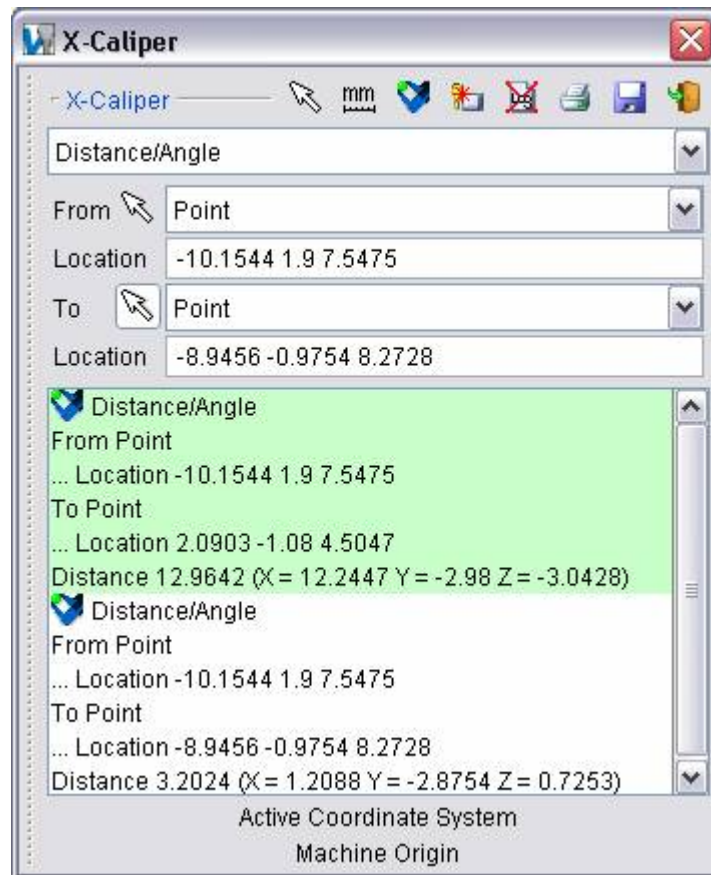 X-Caliper
X-Caliper
mm
Distance/Angle
From Point
Location -10.1544 1.9 7.5475
To Point
Location -8.9456 -0.9754 8.2728
Distance/Angle
From Point
... Location -10.1544 1.9 7.5475
To Point
... Location 2.0903 -1.08 4.5047
Distance 12.9642 (X = 12.2447 Y = -2.98 Z = -3.0428)
Distance/Angle
From Point
... Location -10.1544 1.9 7.5475
To Point
... Location -8.9456 -0.9754 8.2728
Distance 3.2024 (X = 1.2088 Y = -2.8754 Z = 0.7253)
Active Coordinate System
Machine Origin